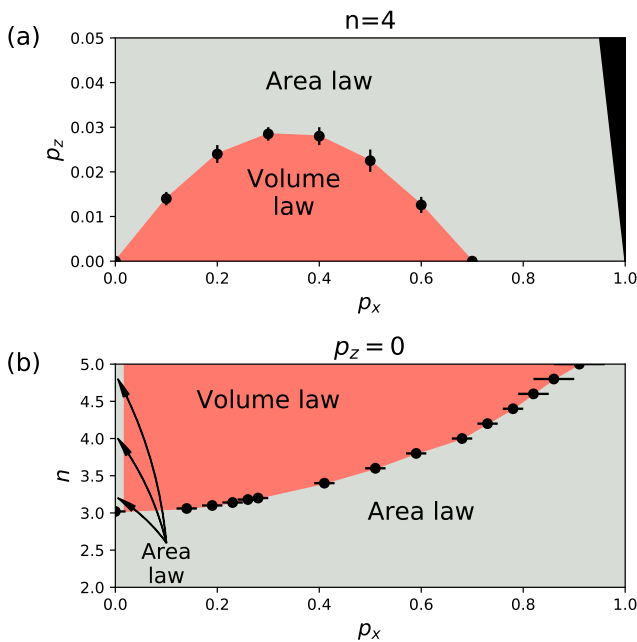 (a)
n=4
0.05
0.04
0.03
0.02
0.01
0.00
p_z
Area law
Volume
law
0.0 0.2 0.4 0.6 0.8 1.0
p_x
(b)
p_z = 0
5.0
4.5
4.0
3.5
3.0
2.5
2.0
n
Volume law
Area law
Area
law
0.0 0.2 0.4 0.6 0.8 1.0
p_x